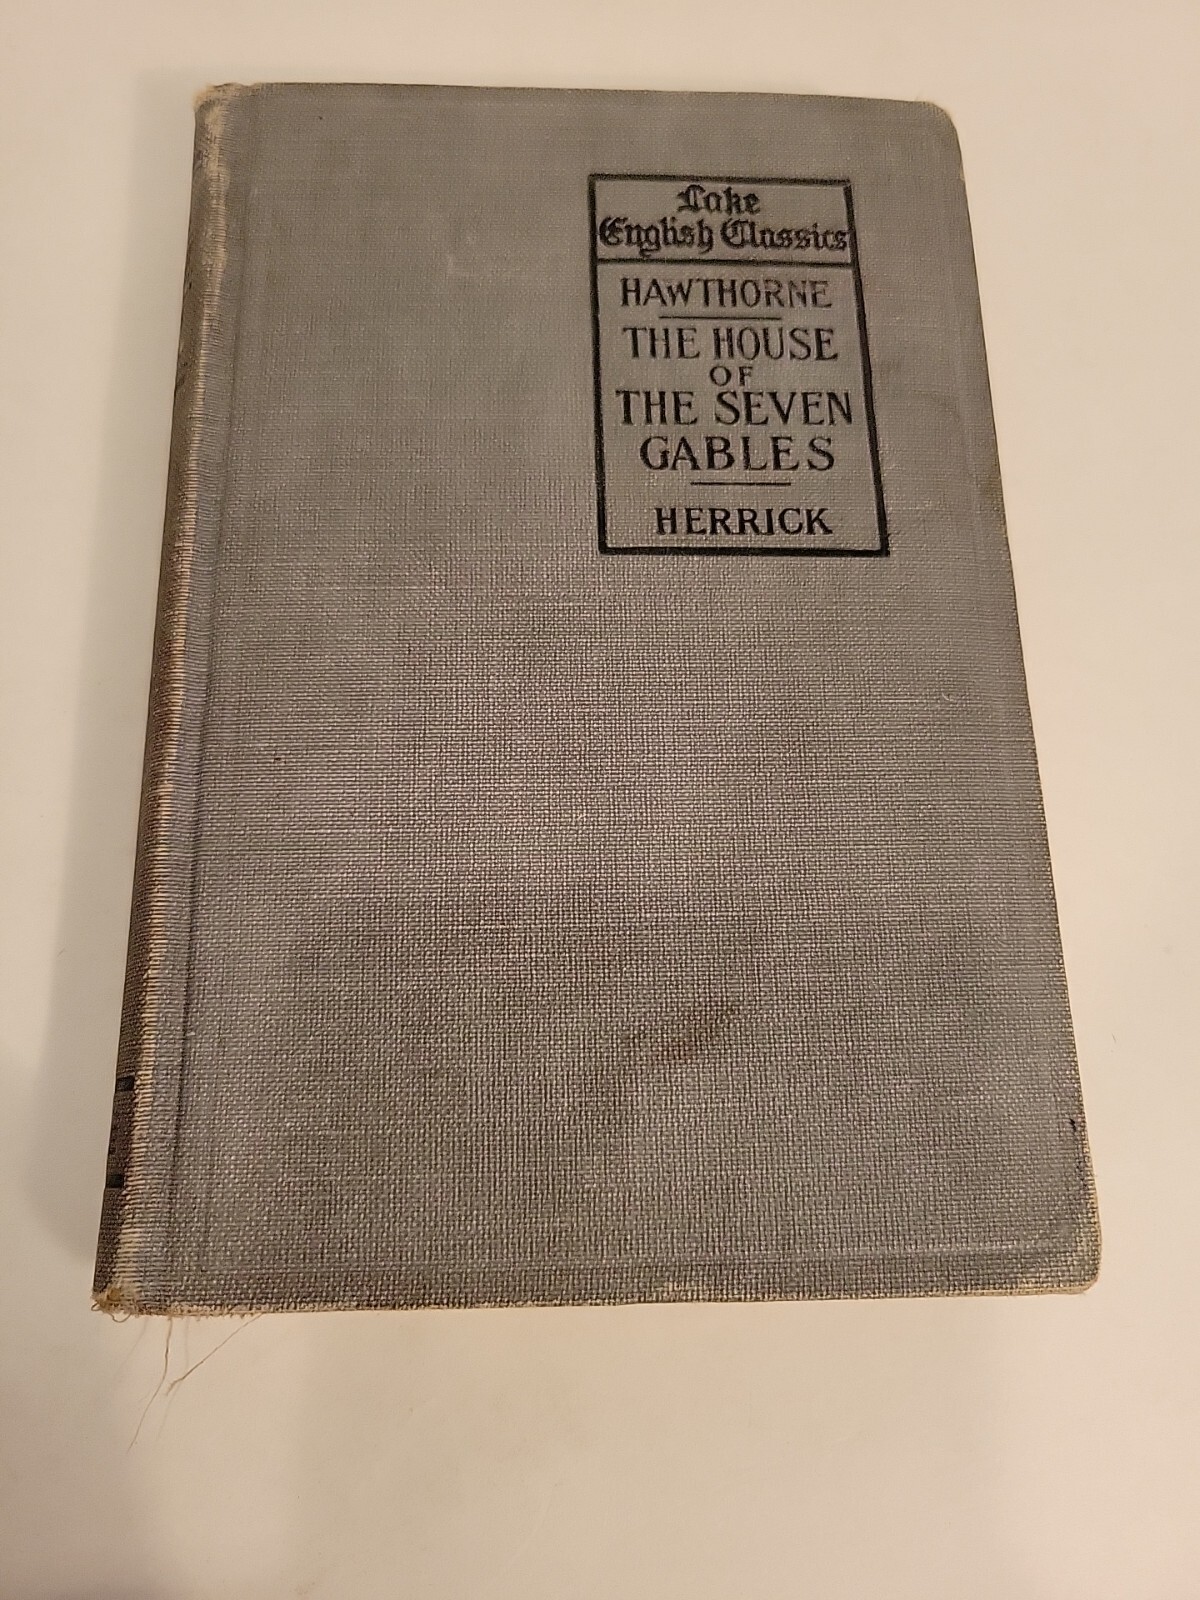 Lake
English Classics
HAWTHORNE
THE HOUSE
OF
THE SEVEN
GABLES
HERRICK